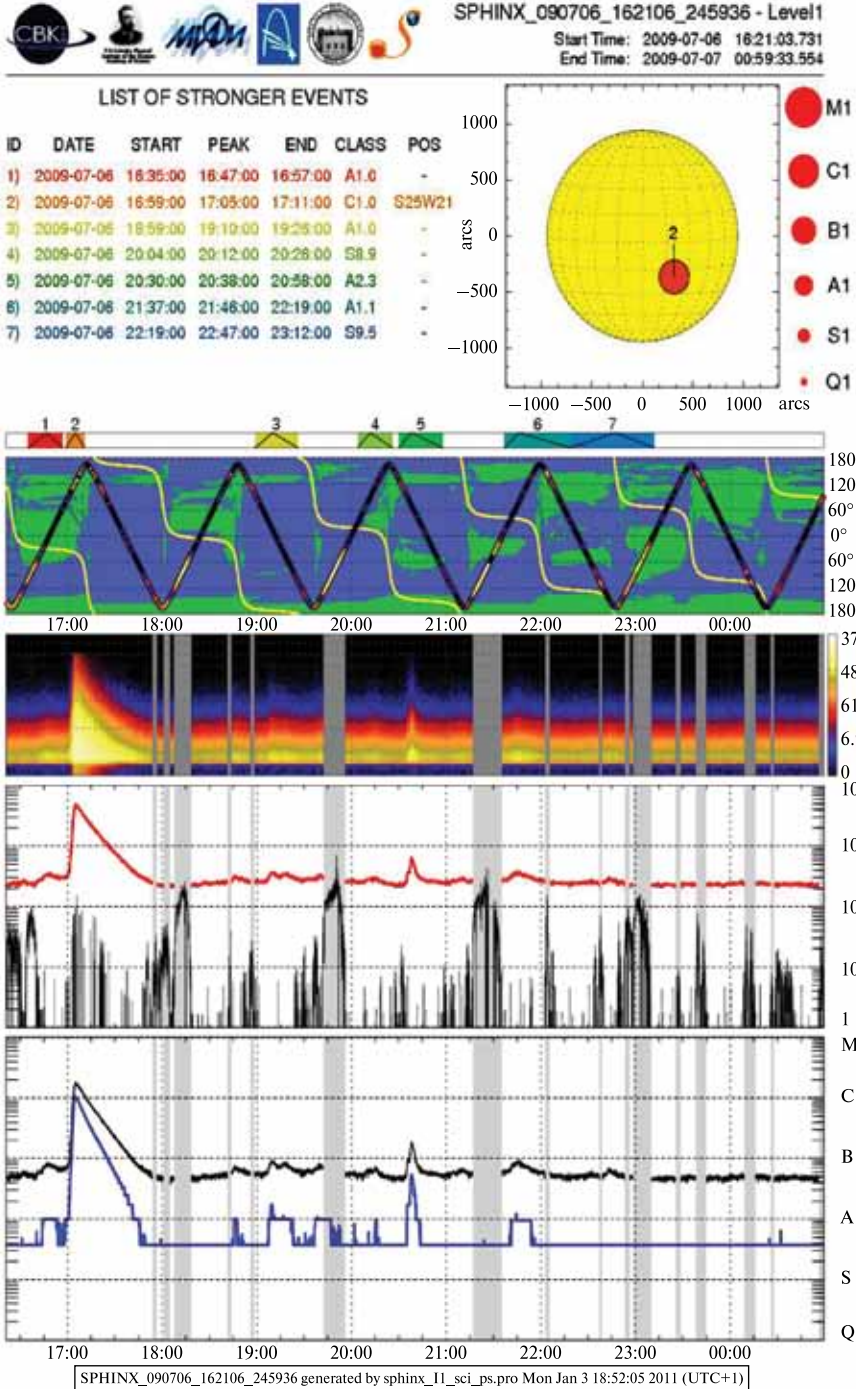 CBK
SPHINX_090706_162106_245936 - Level1
Start Time: 2009-07-06 16:21:03.731
End Time: 2009-07-07 00:59:33.554
LIST OF STRONGER EVENTS
ID DATE START PEAK END CLASS POS
1) 2009-07-06 16:35:00 16:47:00 16:57:00 A1.0 -
2) 2009-07-06 16:59:00 17:05:00 17:11:00 C1.0 S25W21
3) 2009-07-06 18:59:00 19:10:00 19:26:00 A1.0 -
4) 2009-07-06 20:04:00 20:12:00 20:26:00 S8.9 -
5) 2009-07-06 20:30:00 20:38:00 20:58:00 A2.3 -
6) 2009-07-06 21:37:00 21:46:00 22:19:00 A1.1 -
7) 2009-07-06 22:19:00 22:47:00 23:12:00 S9.5 -
1000
500
0
−500
−1000
arcs
2
−1000 −500 0 500 1000 arcs
M1
C1
B1
A1
S1
Q1
1 2 3 4 5 6 7
180
120
60°
0°
60°
120
180
17:00 18:00 19:00 20:00 21:00 22:00 23:00 00:00
37
48
61
6.
0
10
10
10
10
1
M
C
B
A
S
Q
17:00 18:00 19:00 20:00 21:00 22:00 23:00 00:00
SPHINX_090706_162106_245936 generated by sphinx_l1_sci_ps.pro Mon Jan 3 18:52:05 2011 (UTC+1)